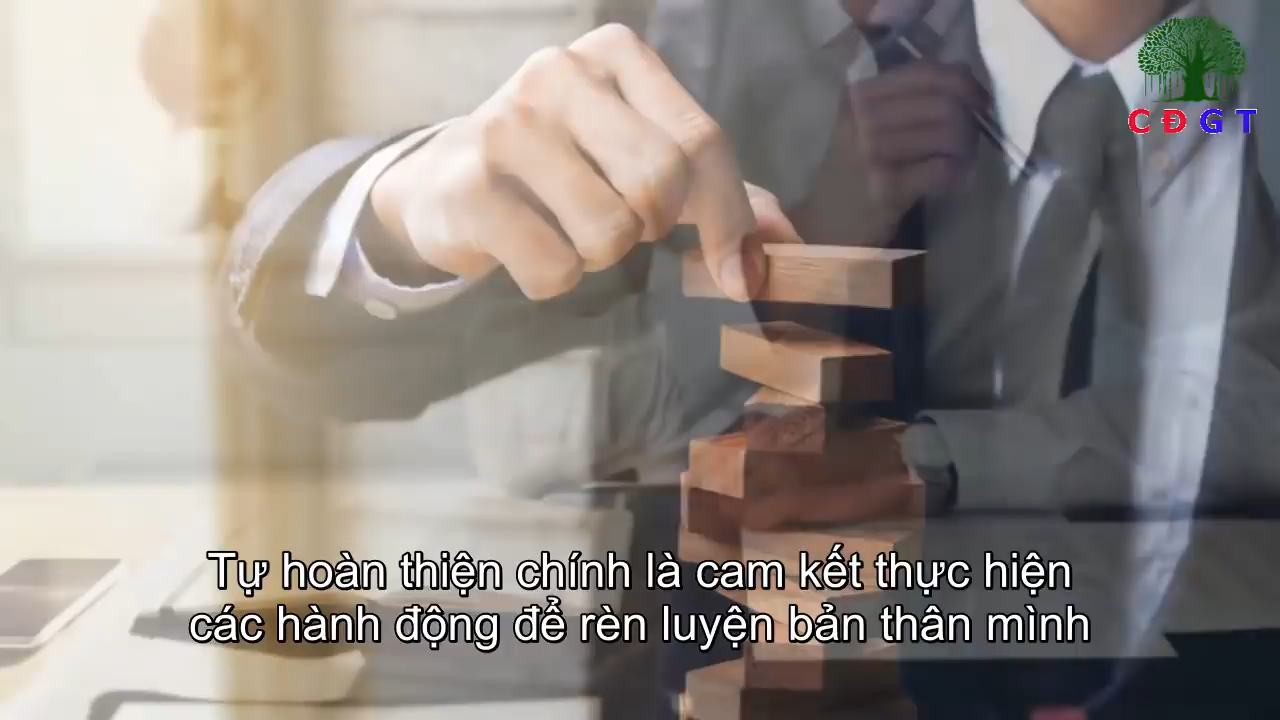 C Đ G T
Tự hoàn thiện chính là cam kết thực hiện
các hành động để rèn luyện bản thân mình